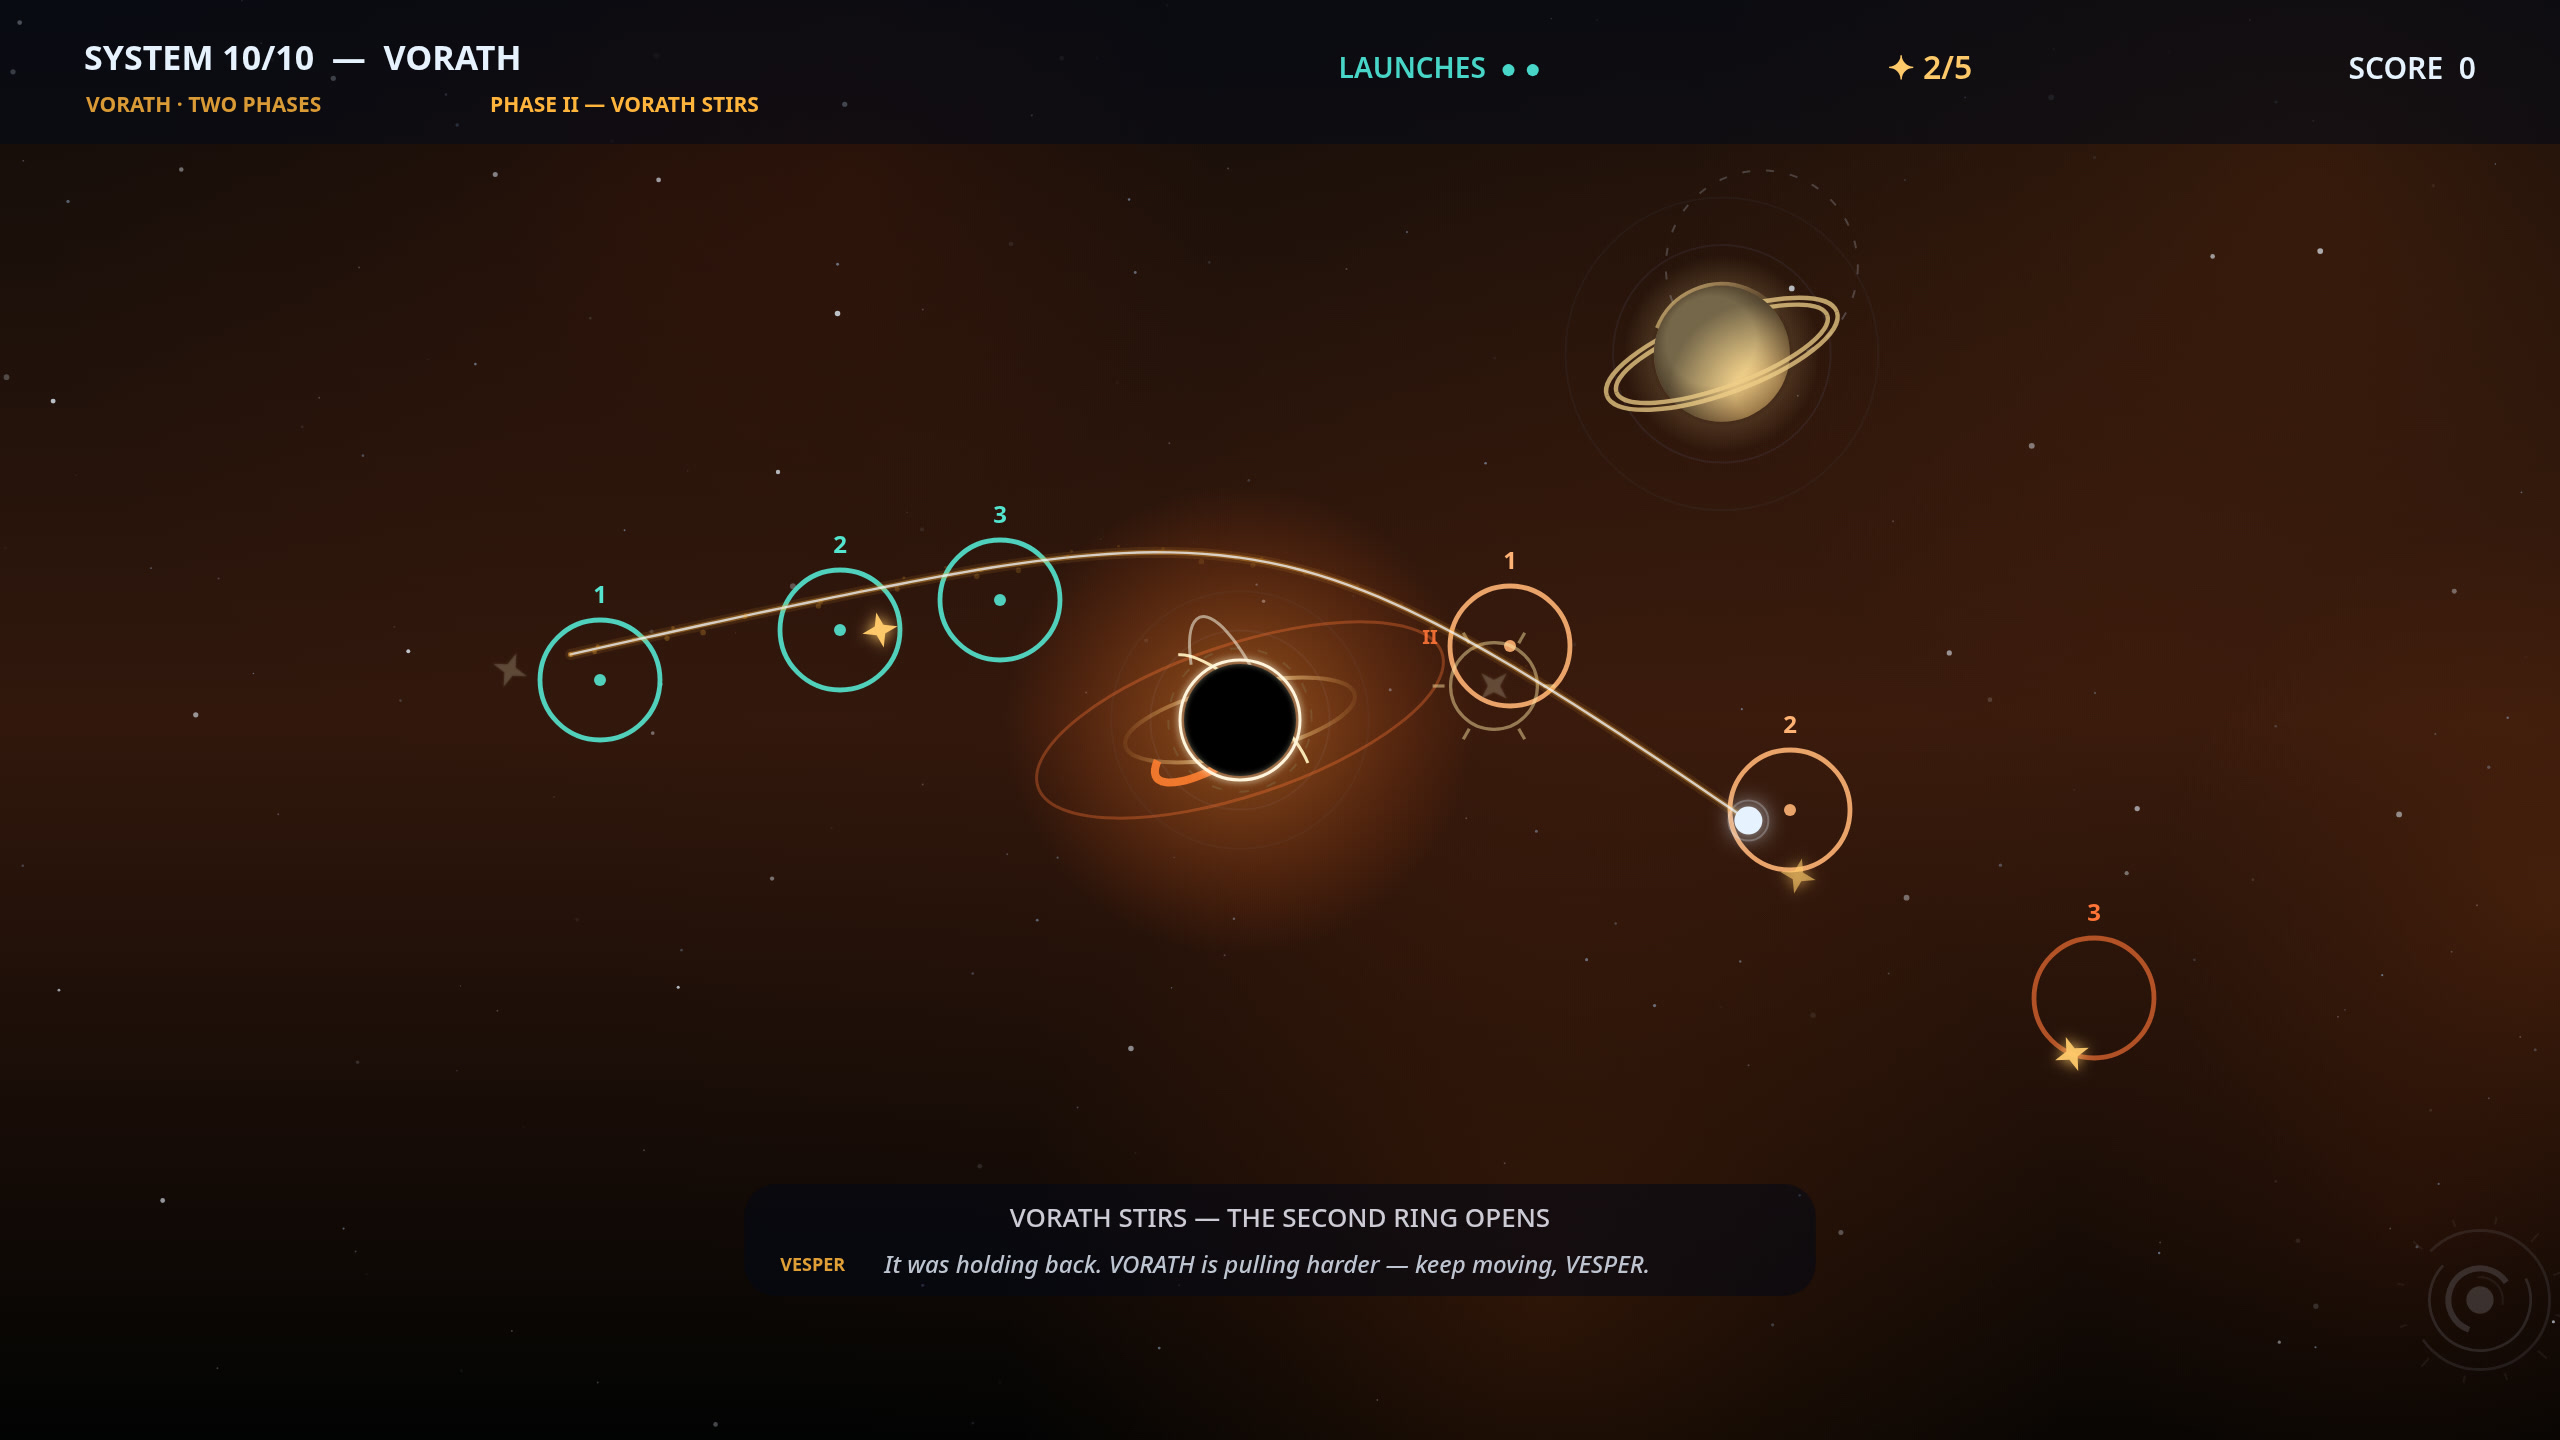 SYSTEM 10/10 — VORATH
VORATH · TWO PHASES
PHASE II — VORATH STIRS
LAUNCHES
2/5
SCORE 0
3
2
1
1
II
2
3
VORATH STIRS — THE SECOND RING OPENS
VESPER It was holding back. VORATH is pulling harder — keep moving, VESPER.